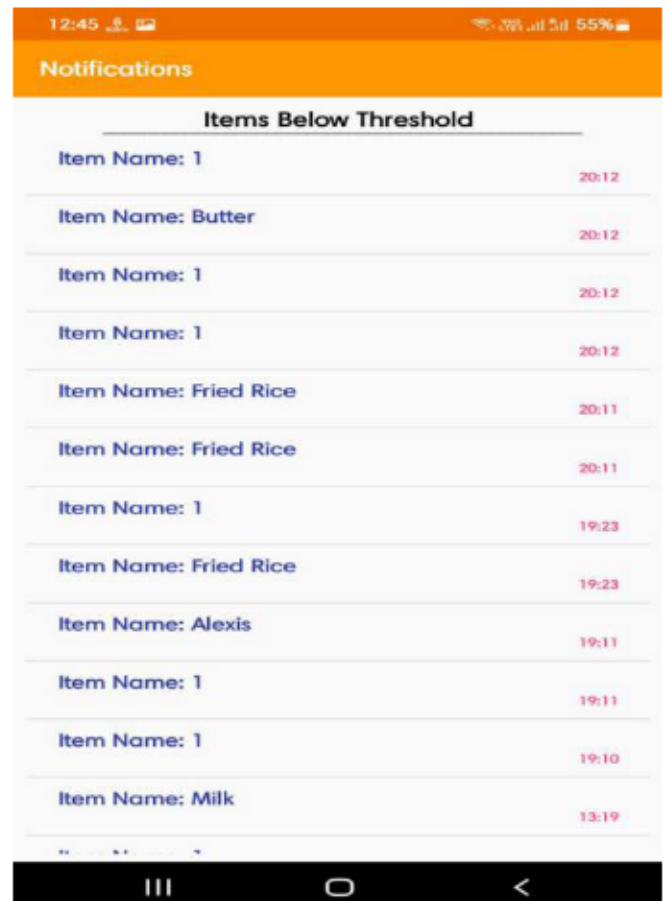 12:45 55%
Notifications
Items Below Threshold
Item Name: 1
20:12
Item Name: Butter
20:12
Item Name: 1
20:12
Item Name: 1
20:12
Item Name: Fried Rice
20:11
Item Name: Fried Rice
20:11
Item Name: 1
19:23
Item Name: Fried Rice
19:23
Item Name: Alexis
19:11
Item Name: 1
19:11
Item Name: 1
19:10
Item Name: Milk
13:19